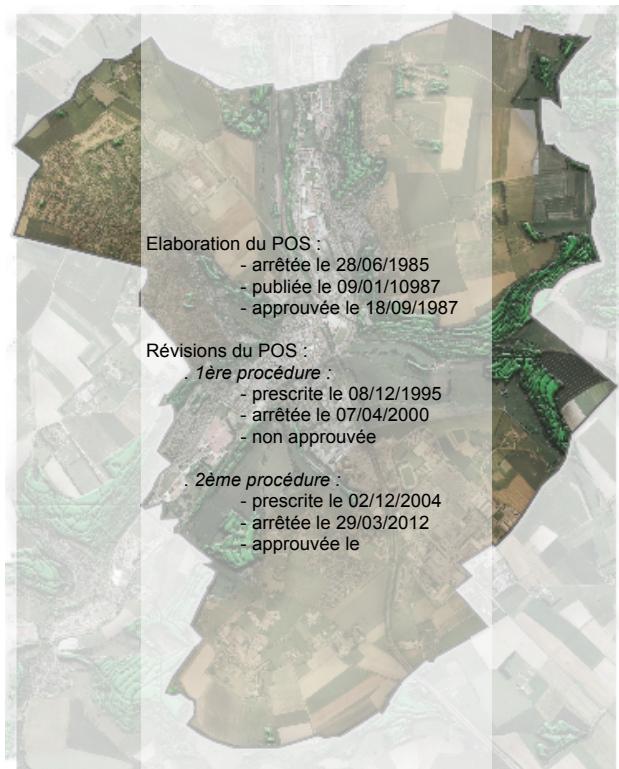 Elaboration du POS :
- arrêtée le 28/06/1985
- publiée le 09/01/10987
- approuvée le 18/09/1987
Révisions du POS :
. 1ère procédure :
- prescrite le 08/12/1995
- arrêtée le 07/04/2000
- non approuvée
. 2ème procédure :
- prescrite le 02/12/2004
- arrêtée le 29/03/2012
- approuvée le